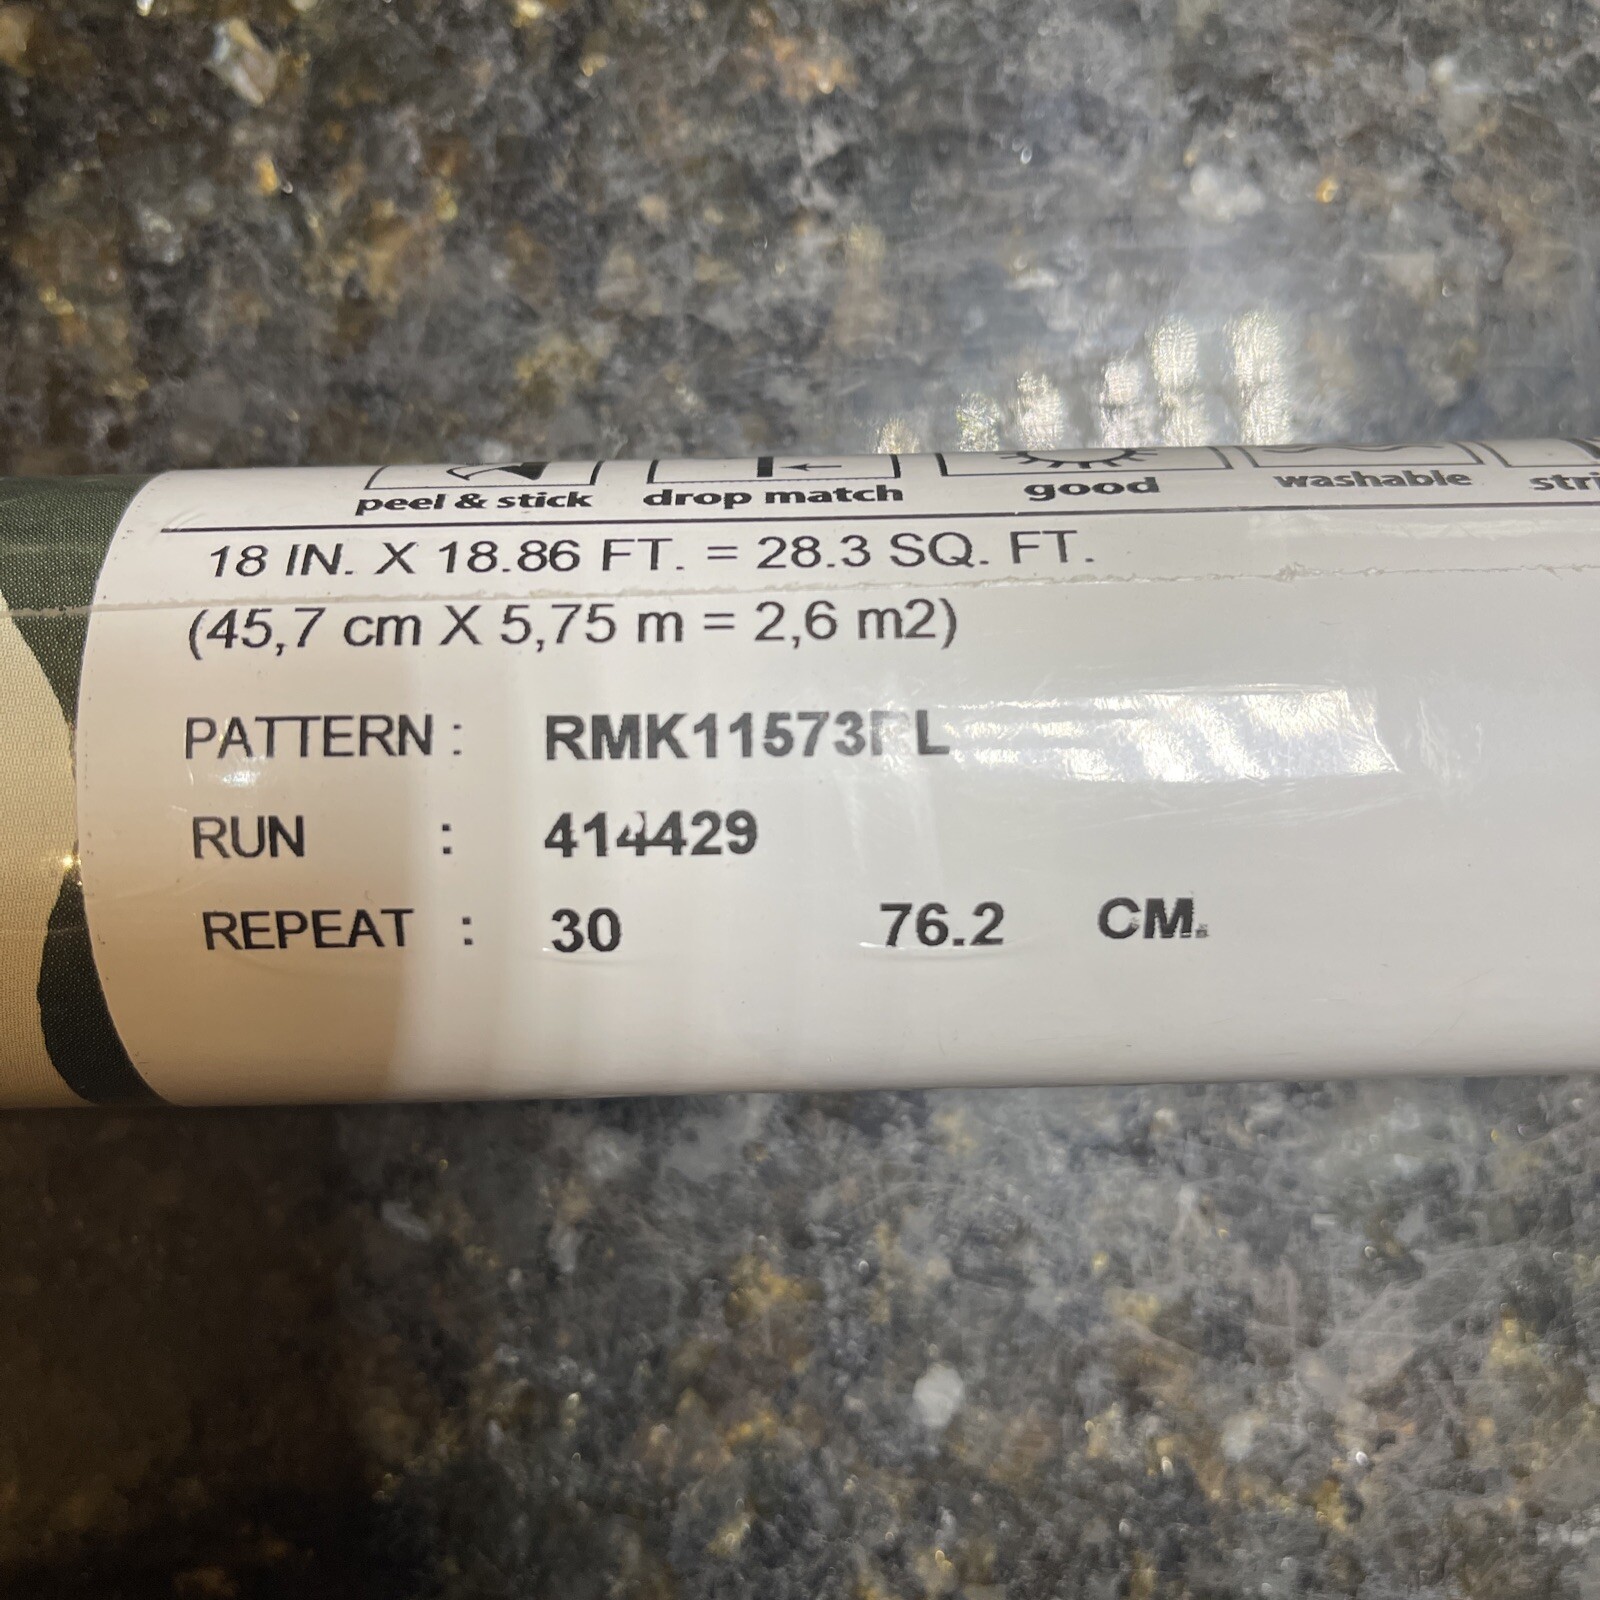 peel & stick drop match good washable
18 IN. X 18.86 FT. = 28.3 SQ. FT.
(45,7 cm X 5,75 m = 2,6 m2)
PATTERN :
RUN : 414429
REPEAT : 30 76.2 CM.